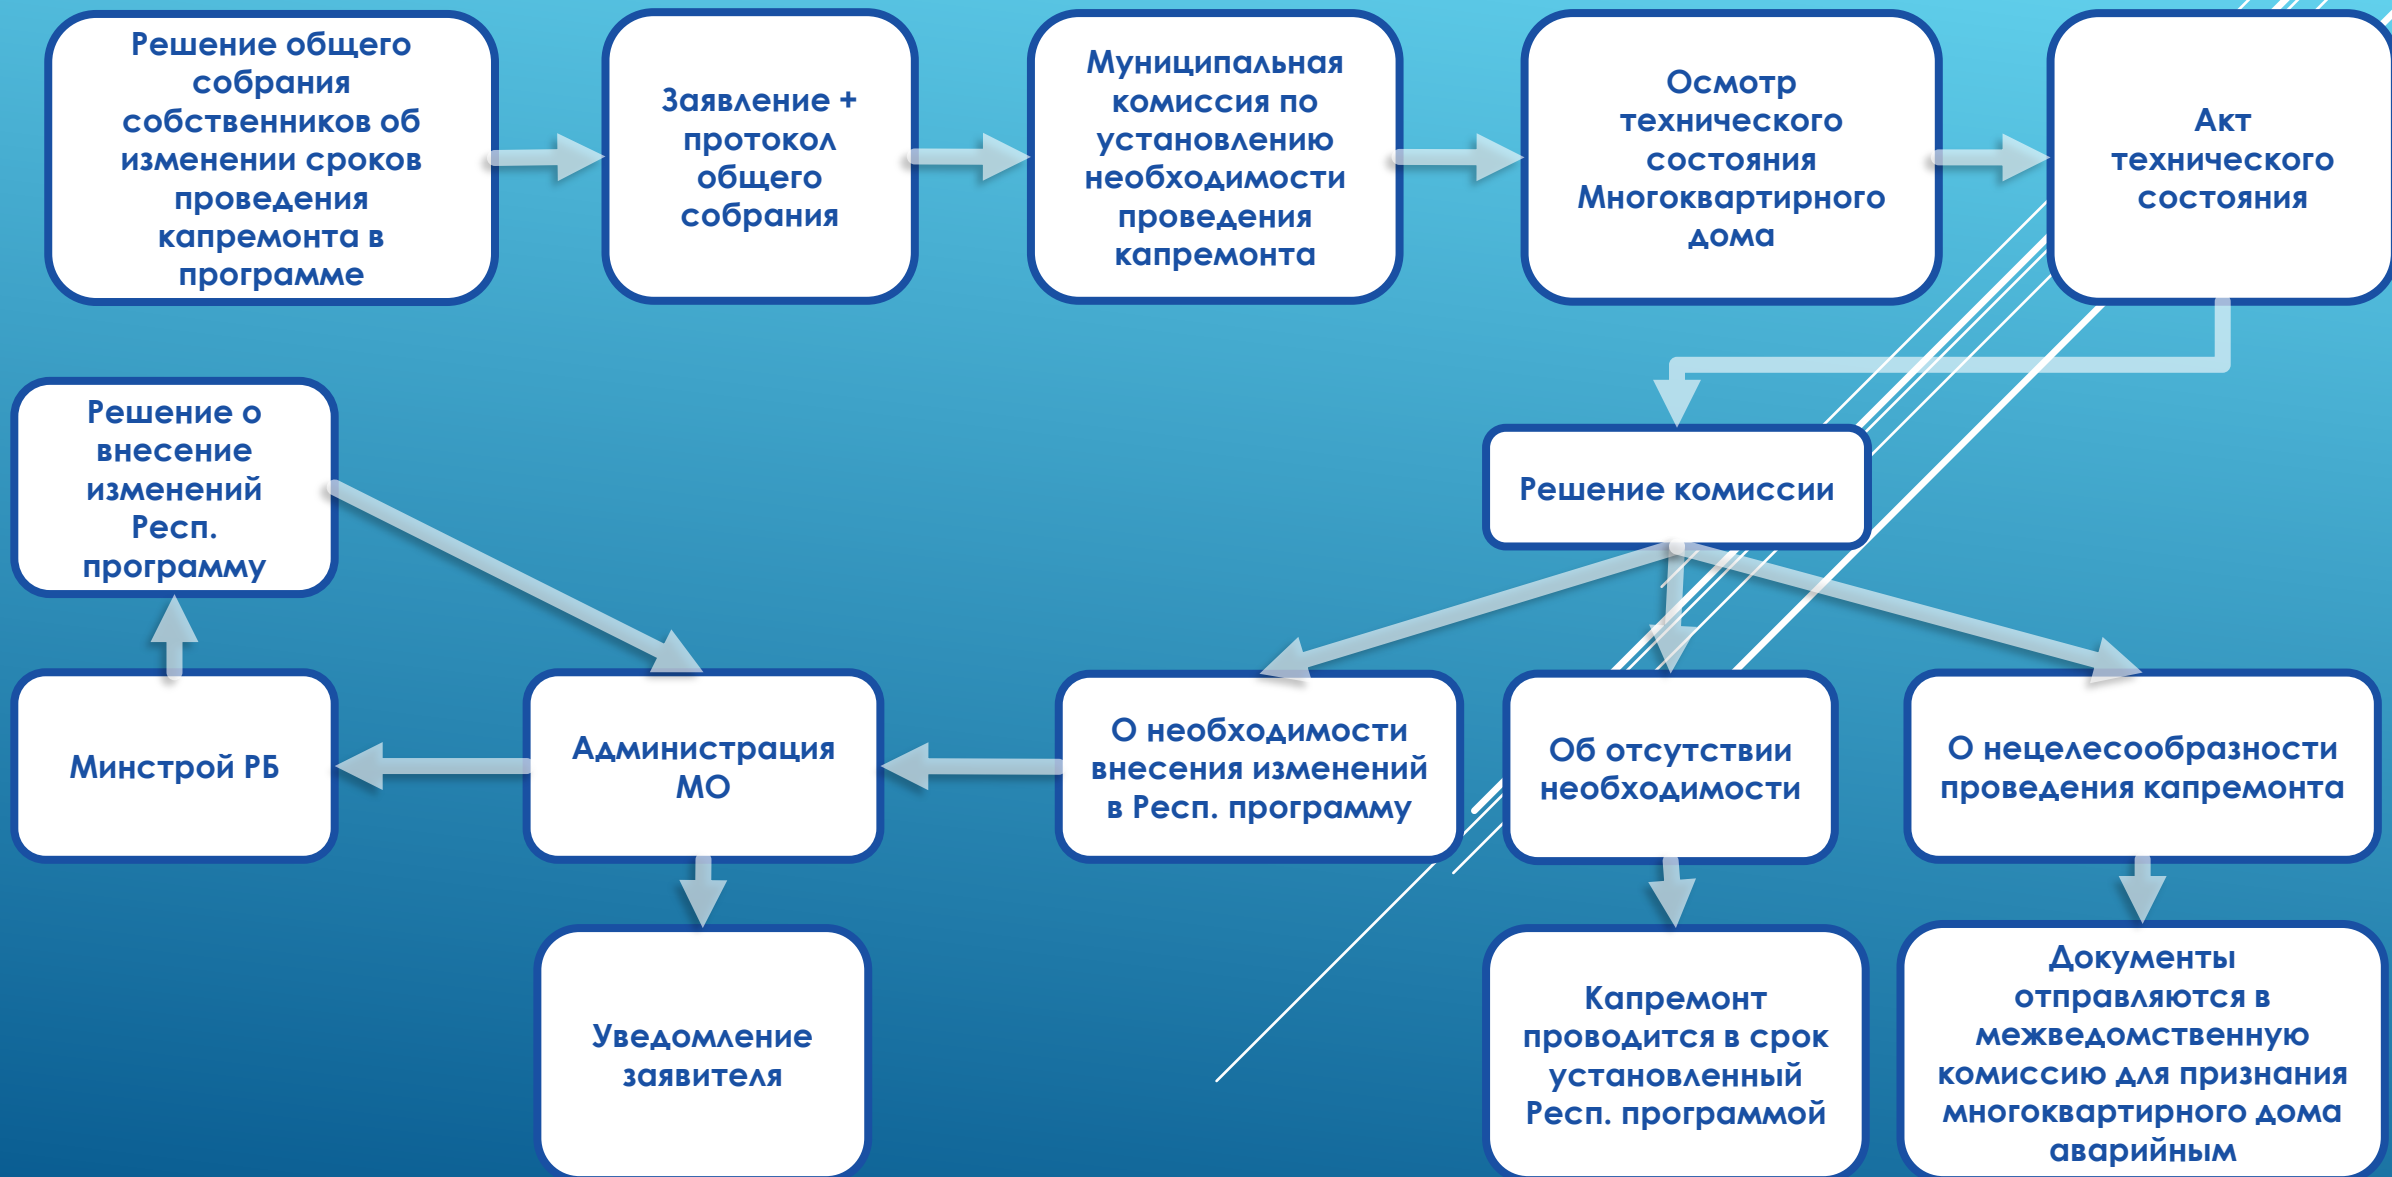 Решение общего
собрания
собственников об
изменении сроков
проведения
капремонта в
программе
Заявление +
протокол
общего
собрания
Муниципальная
комиссия по
установлению
необходимости
проведения
капремонта
Осмотр
технического
состояния
Многоквартирного
дома
Акт
технического
состояния
Решение о
внесение
изменений
Респ.
программу
Решение комиссии
Минстрой РБ
Администрация
МО
О необходимости
внесения изменений
в Респ. программу
Об отсутствии
необходимости
О нецелесообразности
проведения капремонта
Уведомление
заявителя
Капремонт
проводится в срок
установленный
Респ. программой
Документы
отправляются в
межведомственную
комиссию для признания
многоквартирного дома
аварийным